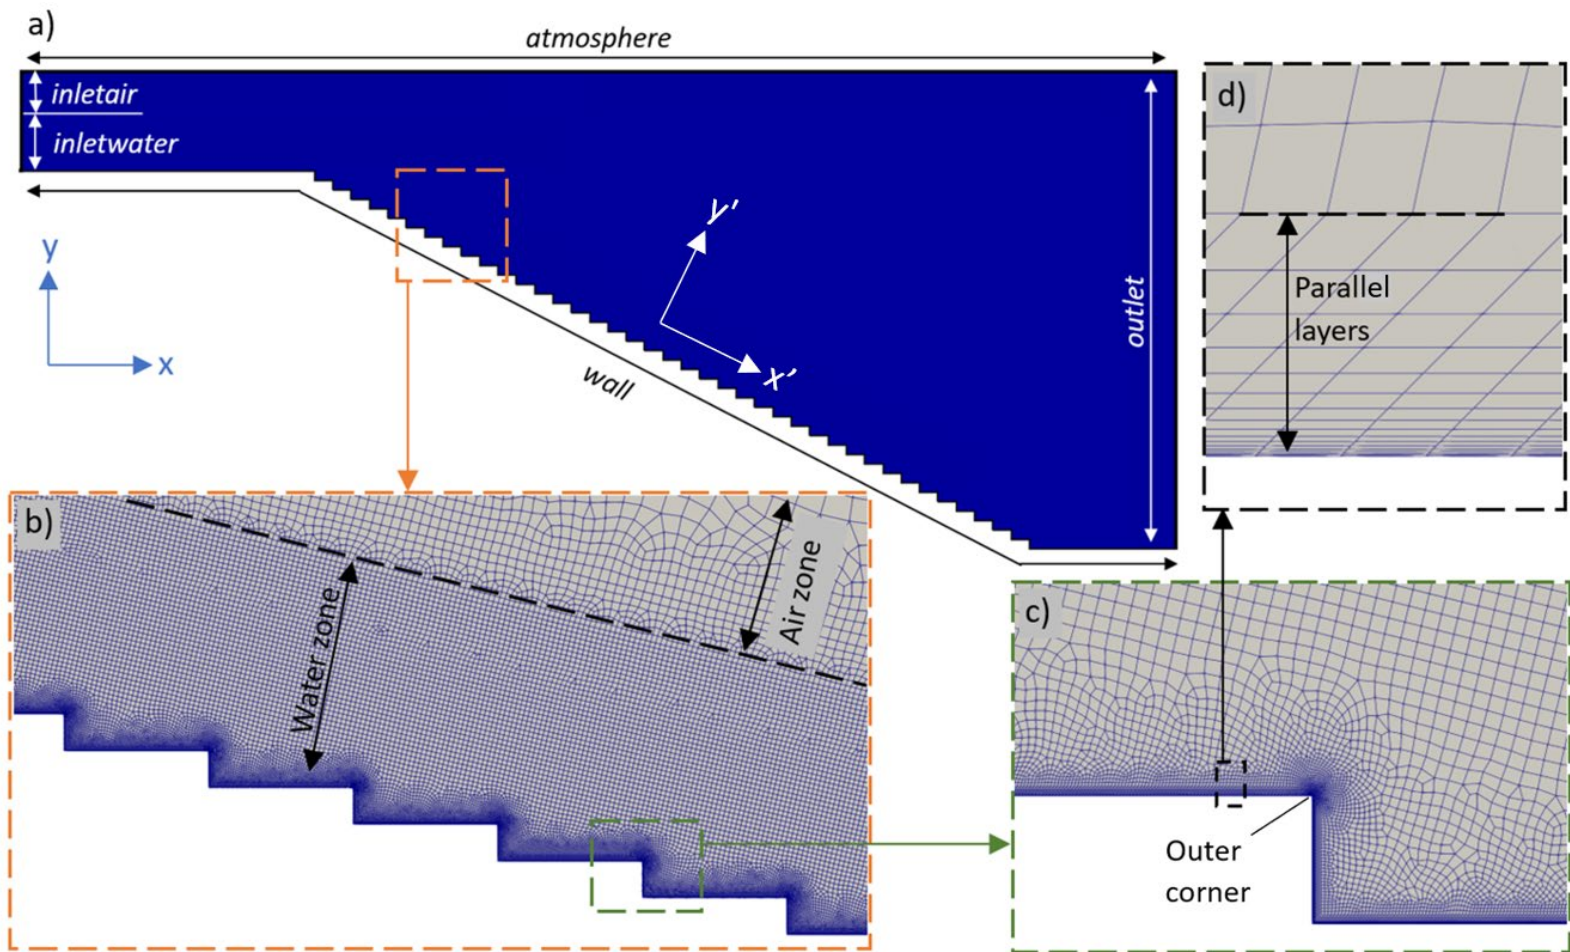 a)
atmosphere
inletair
inletwater
y
x
y'
x'
wall
outlet
d)
Parallel
layers
b)
Water zone
Air zone
c)
Outer
corner